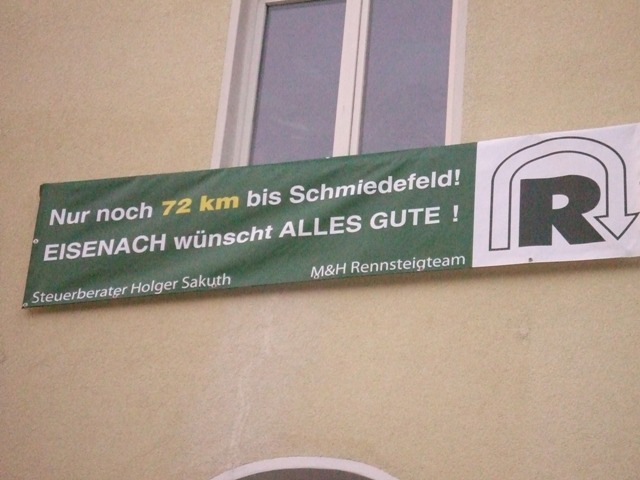 Nur noch 72 km bis Schmiedefeld!
EISENACH wünscht ALLES GUTE !
Steuerberater Holger Sakuth M&H Rennsteigteam
R